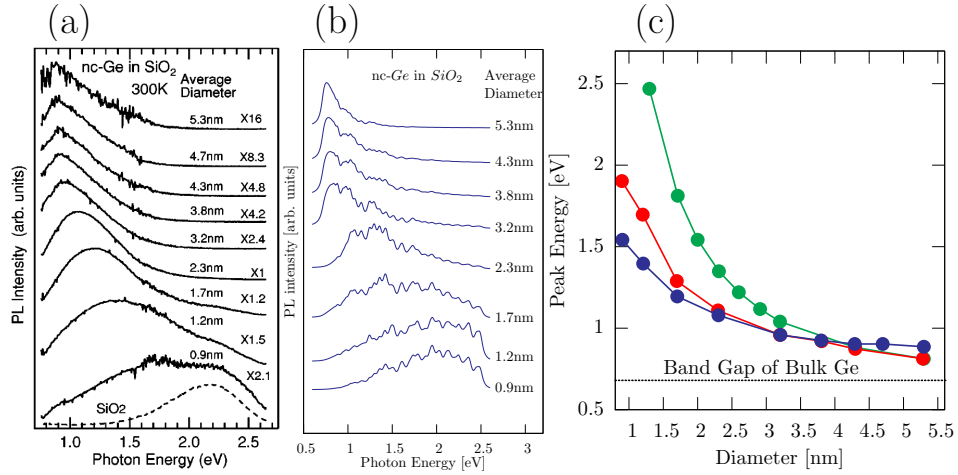 (a)
nc-Ge in SiO2
300K
Average
Diameter
5.3nm X16
4.7nm X8.3
4.3nm X4.8
3.8nm X4.2
3.2nm X2.4
2.3nm X1
1.7nm X1.2
1.2nm X1.5
0.9nm X2.1
SiO2
PL Intensity (arb. units)
1.0 1.5 2.0 2.5
Photon Energy (eV)
(b)
nc-Ge in SiO2
Average
Diameter
5.3nm
4.3nm
3.8nm
3.2nm
2.3nm
1.7nm
1.2nm
0.9nm
PL intensity [arb. units]
0.5 1 1.5 2 2.5 3
Photon Energy [eV]
(c)
Peak Energy [eV]
2.5
2
1.5
1
0.5
Band Gap of Bulk Ge
1 1.5 2 2.5 3 3.5 4 4.5 5 5.5
Diameter [nm]